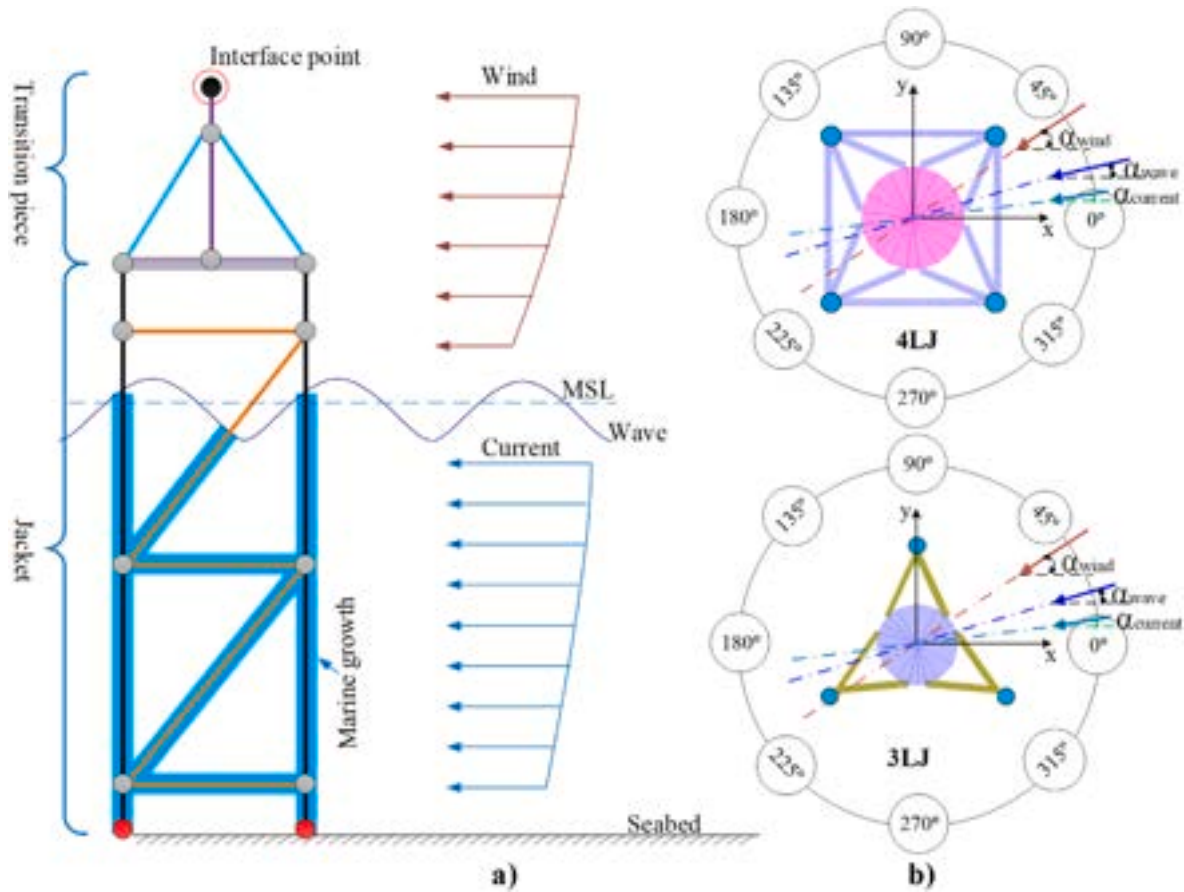 Interface point
Transition piece
Wind
MSL
Wave
Current
Jacket
Marine growth
Seabed
a)
90°
135°
45°
y
αwind
αwave
αcurrent
180°
x
0°
4LJ
225°
315°
270°
90°
135°
45°
y
αwind
αwave
αcurrent
180°
x
0°
3LJ
225°
315°
270°
b)